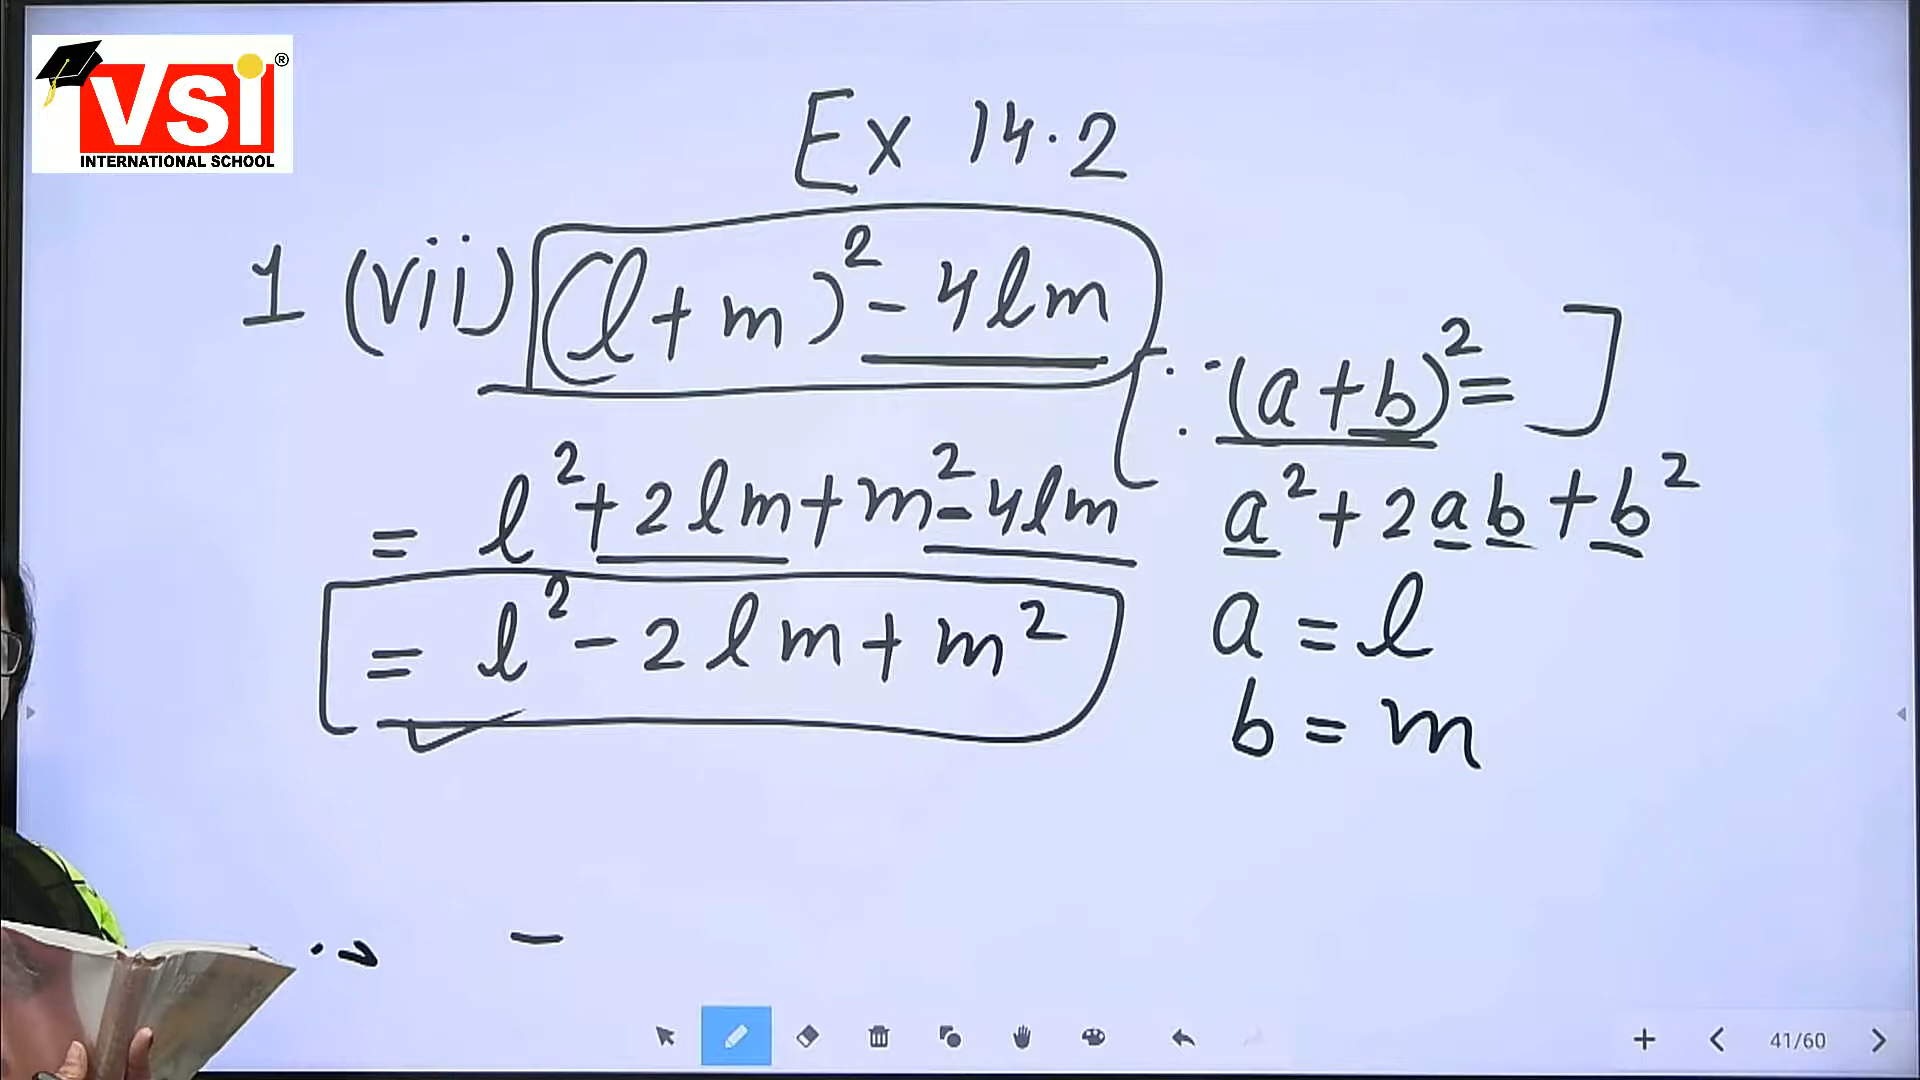 VSI ®
INTERNATIONAL SCHOOL
Ex 14.2
1 (vii) (l+m)² - 4lm
[∵ (a+b)² = ]
= l² + 2lm + m² - 4lm
a² + 2ab + b²
= l² - 2lm + m²
a = l
b = m
41/60